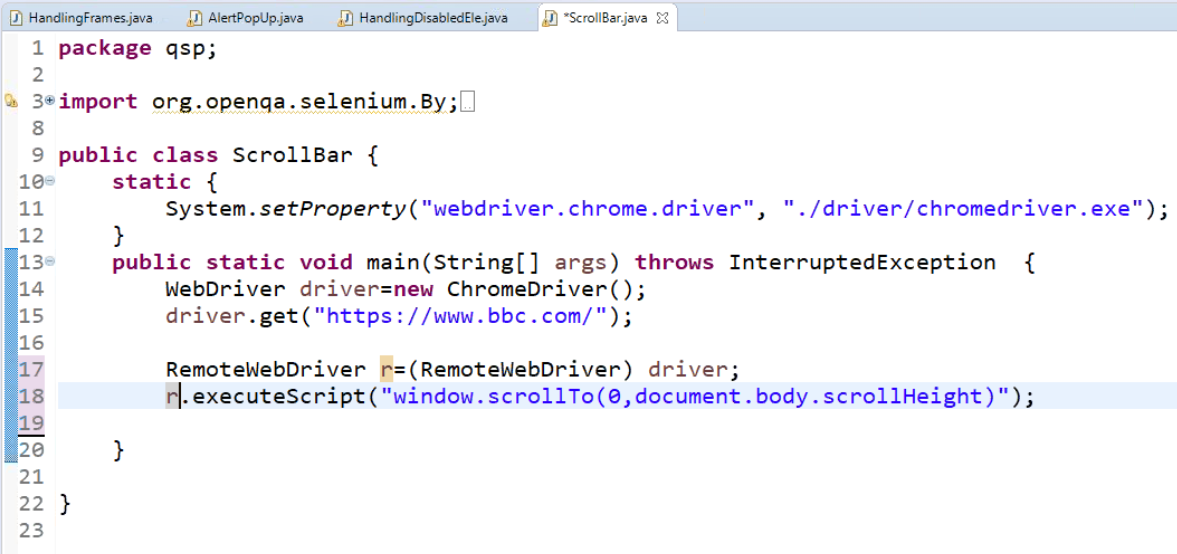 HandlingFrames.java AlertPopUp.java HandlingDisabledEle.java *ScrollBar.java
1 package qsp;
2
3 import org.openqa.selenium.By;
8
9 public class ScrollBar {
10 static {
11 System.setProperty("webdriver.chrome.driver", "./driver/chromedriver.exe");
12 }
13 public static void main(String[] args) throws InterruptedException {
14 WebDriver driver=new ChromeDriver();
15 driver.get("https://www.bbc.com/");
16
17 RemoteWebDriver r=(RemoteWebDriver) driver;
18 r.executeScript("window.scrollTo(0,document.body.scrollHeight)");
19
20 }
21
22 }
23